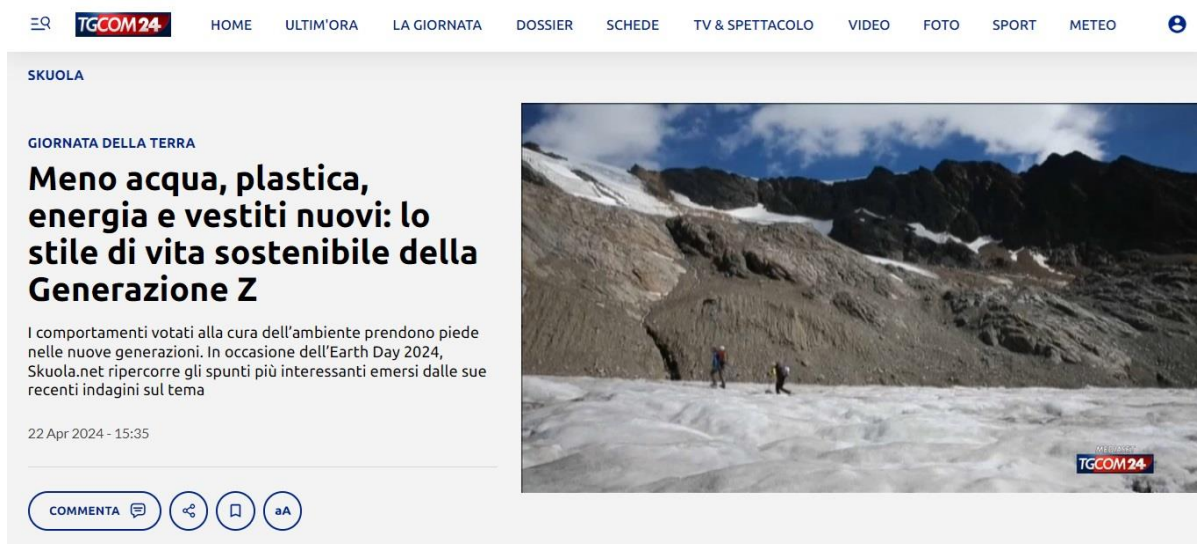 TGCOM24
HOME
ULTIM'ORA
LA GIORNATA
DOSSIER
SCHEDE
TV & SPETTACOLO
VIDEO
FOTO
SPORT
METEO
SKUOLA
GIORNATA DELLA TERRA
Meno acqua, plastica,
energia e vestiti nuovi: lo
stile di vita sostenibile della
Generazione Z
I comportamenti votati alla cura dell'ambiente prendono piede
nelle nuove generazioni. In occasione dell'Earth Day 2024,
Skuola.net ripercorre gli spunti più interessanti emersi dalle sue
recenti indagini sul tema
22 Apr 2024 - 15:35
COMMENTA
aA
TGCOM24